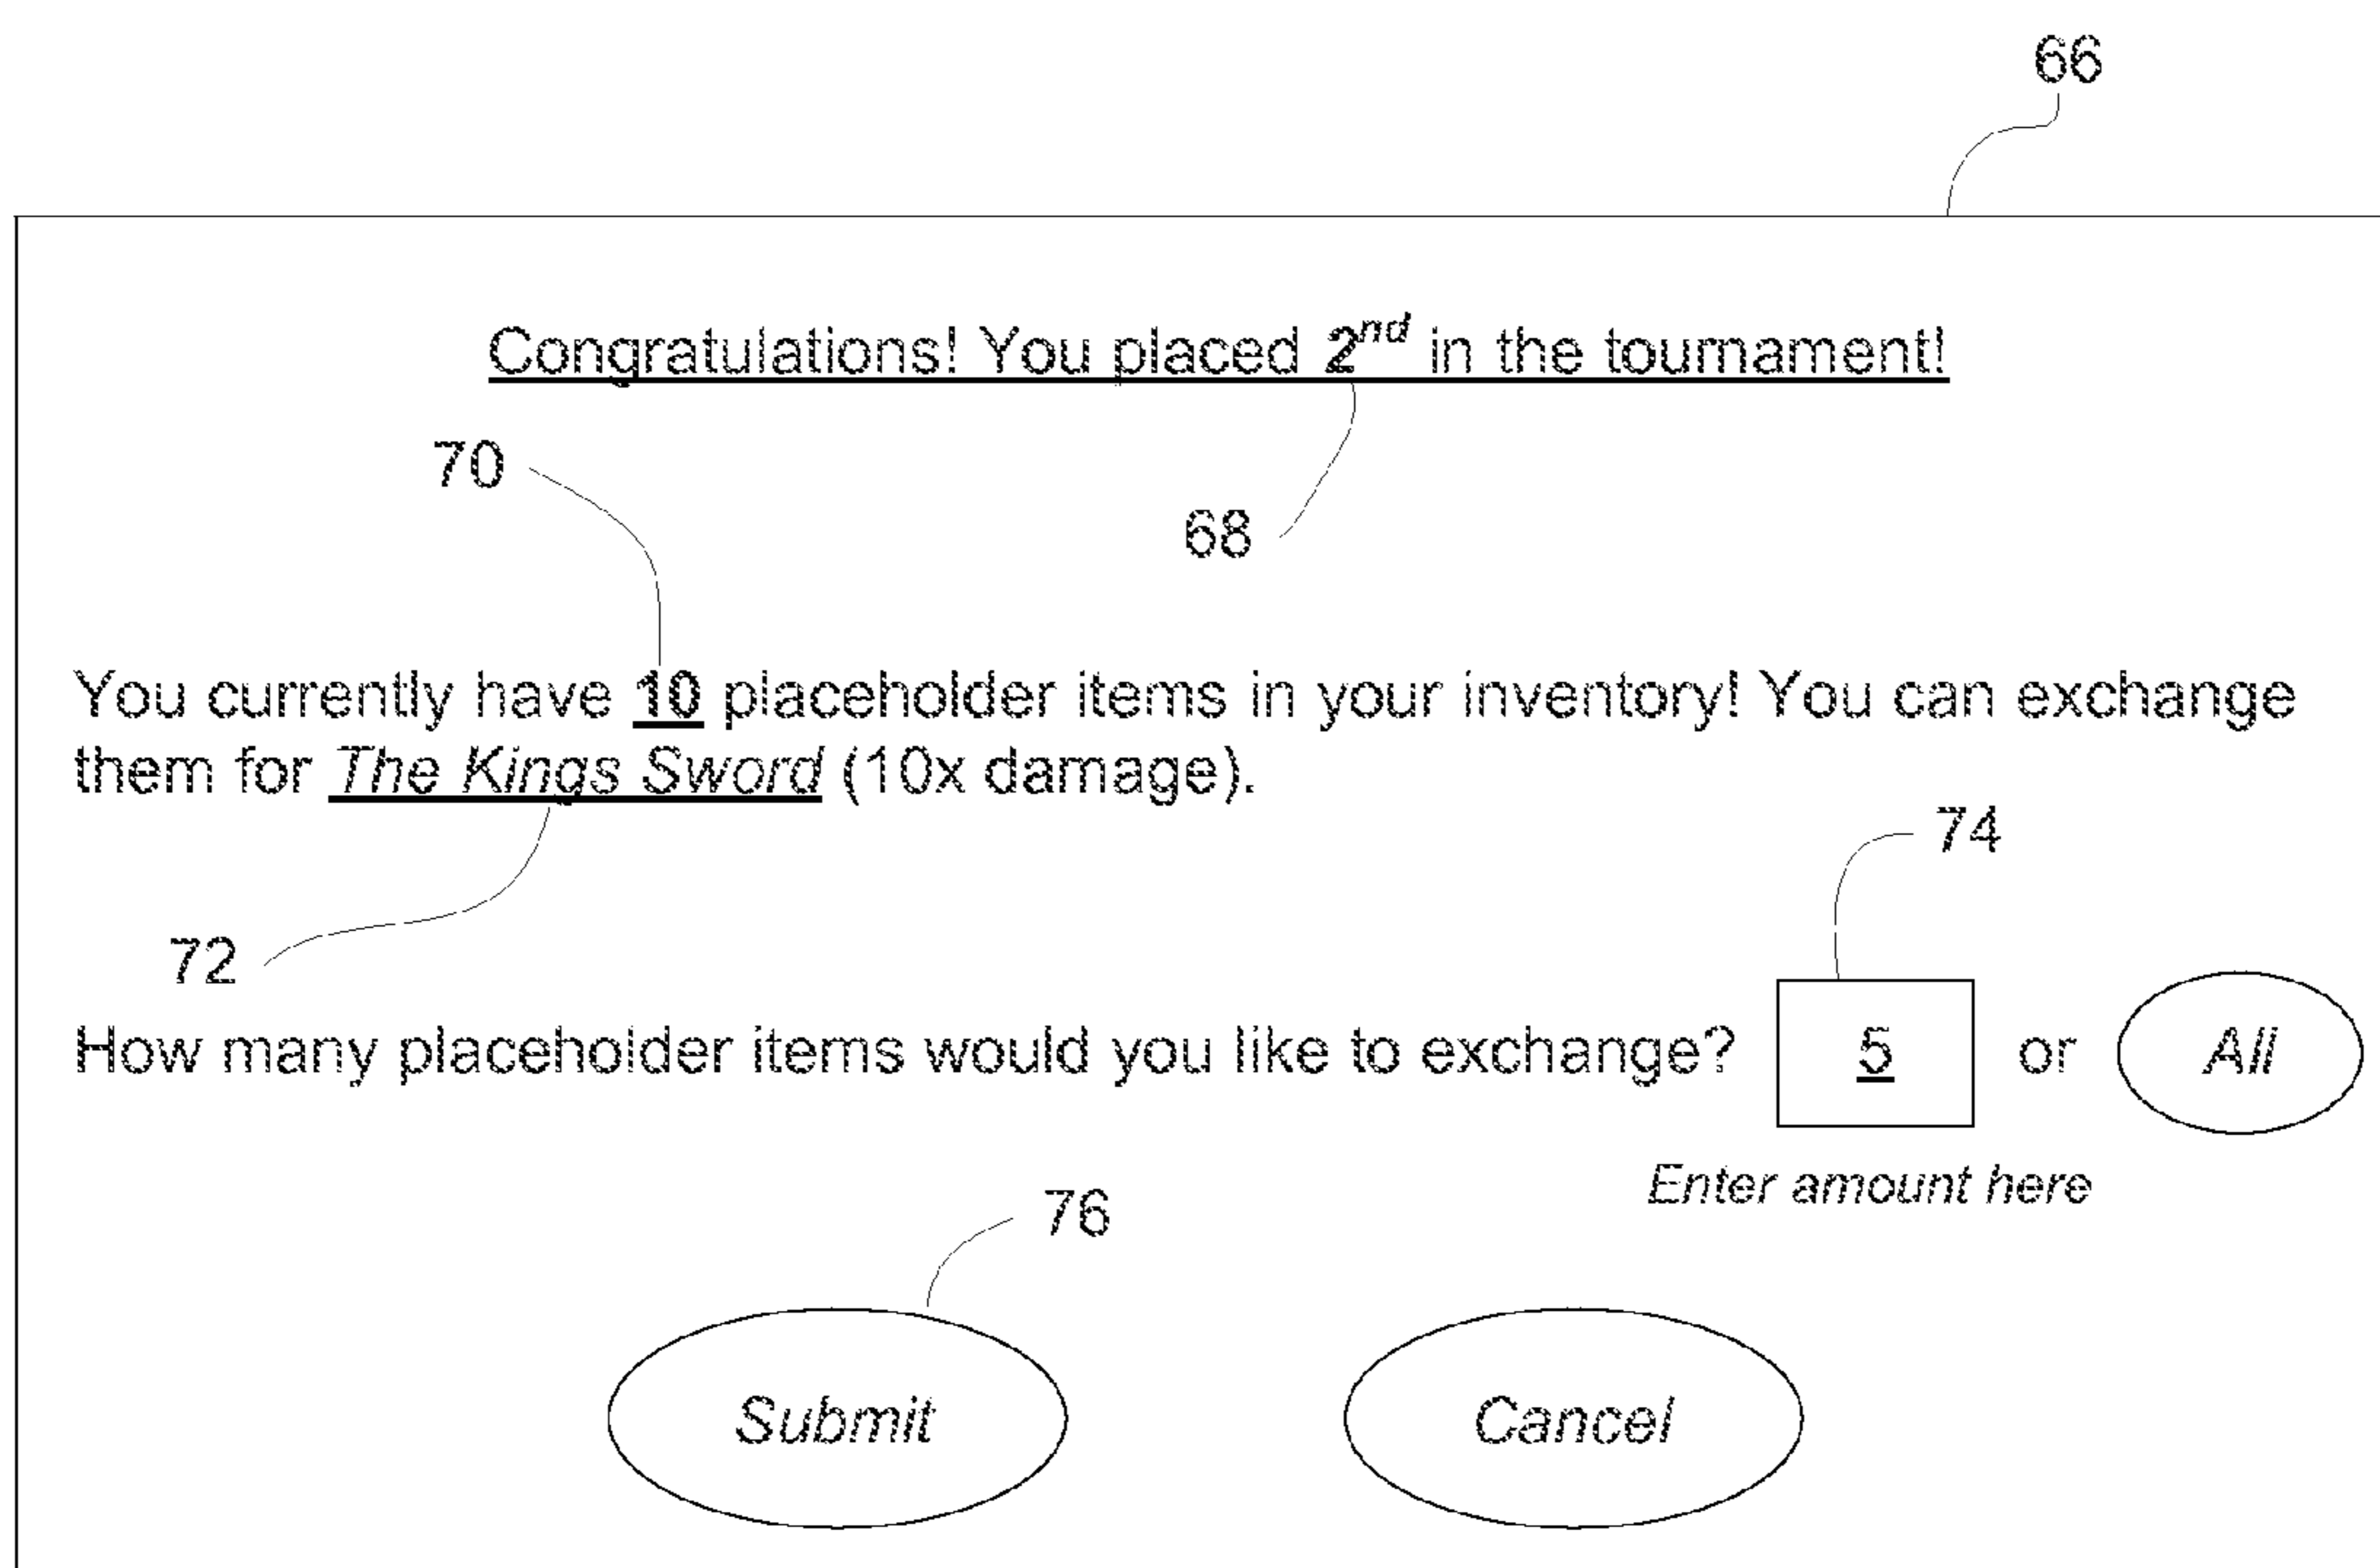 66
Congratulations! You placed 2nd in the tournament!
70
68
You currently have 10 placeholder items in your inventory! You can exchange
them for The Kings Sword (10x damage).
74
72
How many placeholder items would you like to exchange? 5 or All
Enter amount here
76
Submit Cancel